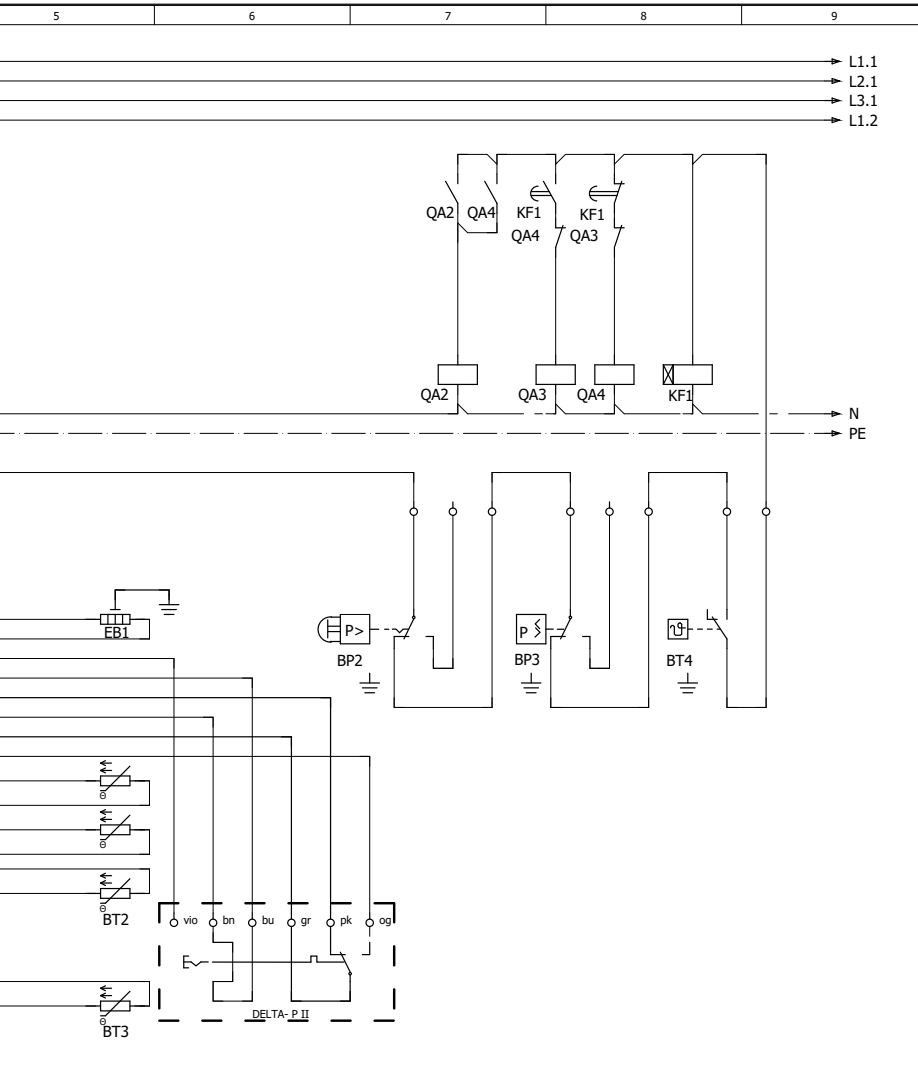 5 6 7 8 9
L1.1
L2.1
L3.1
L1.2
QA2 QA4 KF1 KF1
QA4 QA3
QA2 QA3 QA4 KF1
N
PE
EB1
P> P
BP2 BP3 BT4
Θ
Θ
Θ
BT2
vio bn bu gr pk og
DELTA- P II
Θ
BT3